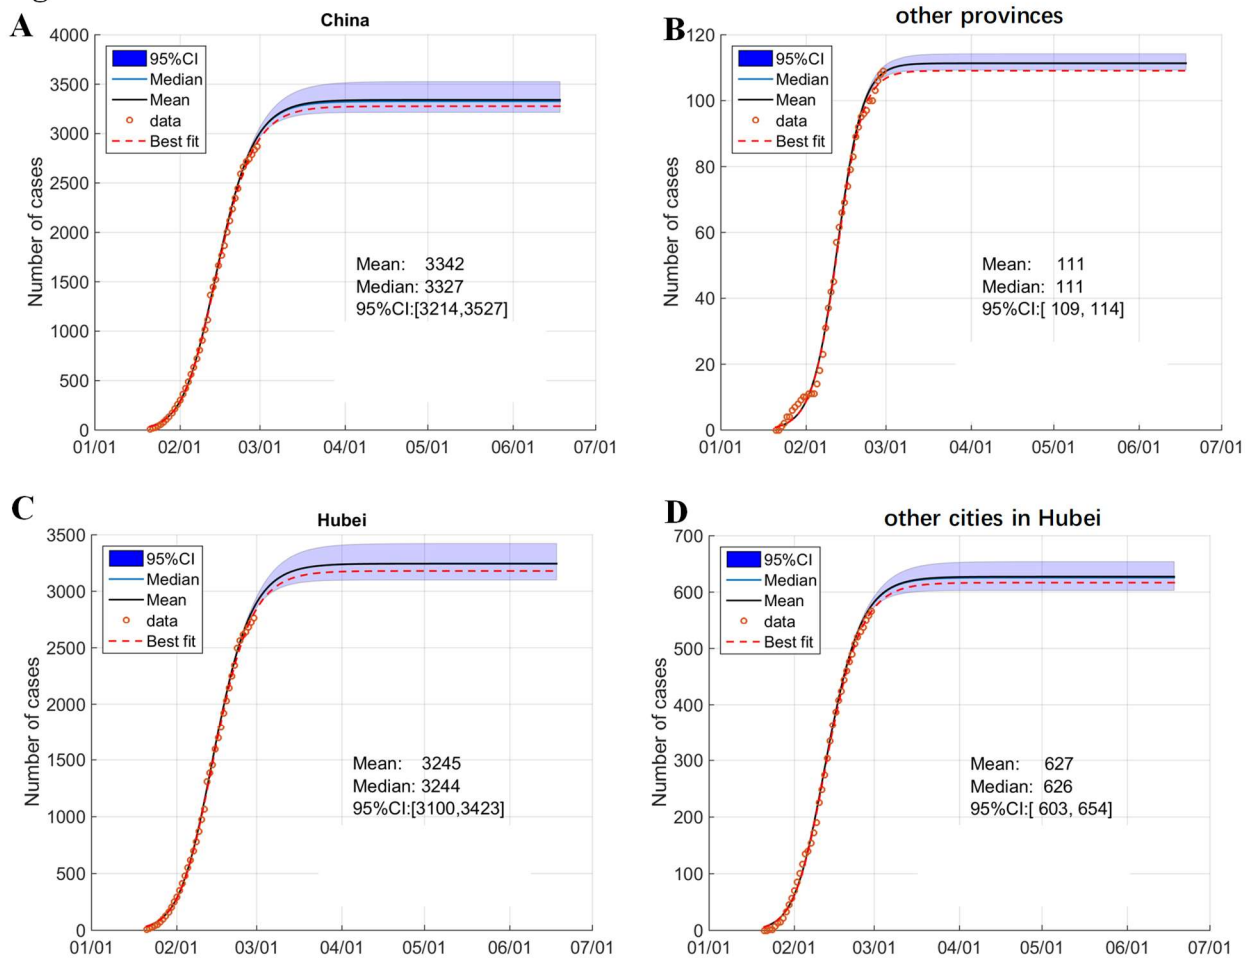 A
China
4000
3500
3000
2500
2000
1500
1000
500
0
Number of cases
95%CI
Median
Mean
data
Best fit
Mean: 3342
Median: 3327
95%CI:[3214,3527]
01/01 02/01 03/01 04/01 05/01 06/01 07/01
B
other provinces
120
100
80
60
40
20
0
Number of cases
95%CI
Median
Mean
data
Best fit
Mean: 111
Median: 111
95%CI:[ 109, 114]
01/01 02/01 03/01 04/01 05/01 06/01 07/01
C
Hubei
3500
3000
2500
2000
1500
1000
500
0
Number of cases
95%CI
Median
Mean
data
Best fit
Mean: 3245
Median: 3244
95%CI:[3100,3423]
01/01 02/01 03/01 04/01 05/01 06/01 07/01
D
other cities in Hubei
700
600
500
400
300
200
100
0
Number of cases
95%CI
Median
Mean
data
Best fit
Mean: 627
Median: 626
95%CI:[ 603, 654]
01/01 02/01 03/01 04/01 05/01 06/01 07/01